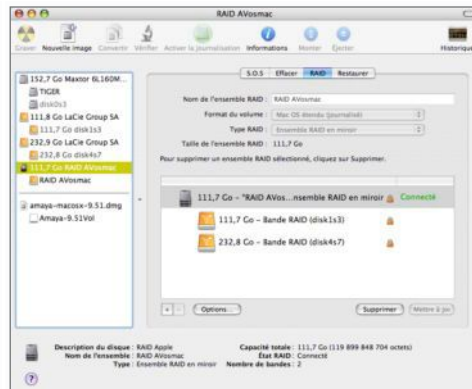 RAID AVosmac
Graver Nouvelle image Convertir Vérifier Activer la journalisation Informations Monter Ejecter Historique
S.O.S Effacer RAID Restaurer
152,7 Go Maxtor 6L160M...
TIGER
disk0s3
111,8 Go LaCie Group SA
111,7 Go disk1s3
232,9 Go LaCie Group SA
232,8 Go disk4s7
111,7 Go RAID AVosmac
RAID AVosmac
amaya-macosx-9.51.dmg
Amaya-9.51Vol
Nom de l'ensemble RAID : RAID AVosmac
Format du volume : Mac OS étendu (journalisé)
Type RAID : Ensemble RAID en miroir
Taille de l'ensemble RAID : 111,7 Go
Pour supprimer un ensemble RAID sélectionné, cliquez sur Supprimer.
111,7 Go – "RAID AVos...nsemble RAID en miroir Connecté
111,7 Go – Bande RAID (disk1s3)
232,8 Go – Bande RAID (disk4s7)
+ - Options... Supprimer Mettre à jour
Description du disque : RAID Apple
Nom de l'ensemble : RAID AVosmac
Type : Ensemble RAID en miroir
Capacité totale : 111,7 Go (119 899 848 704 octets)
État RAID : Connecté
Nombre de bandes : 2
?